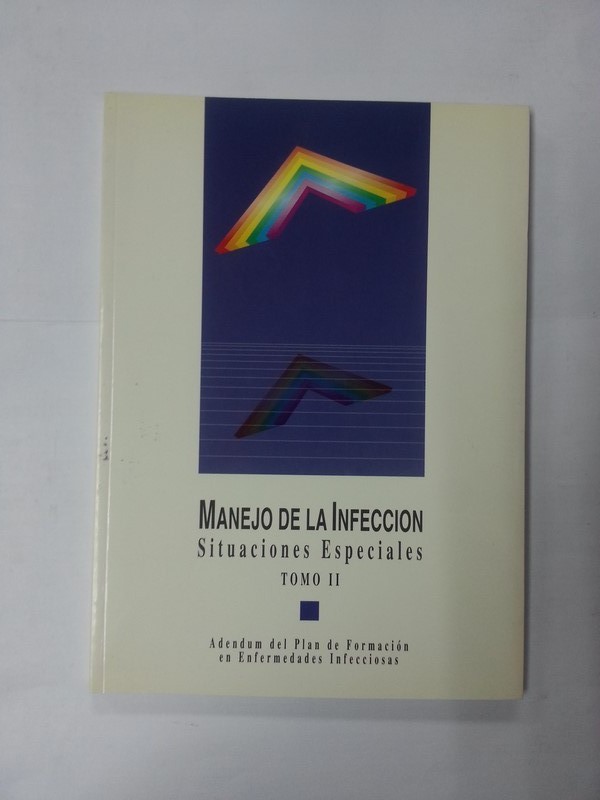 MANEJO DE LA INFECCION
Situaciones Especiales
TOMO II
Adendum del Plan de Formación
en Enfermedades Infecciosas